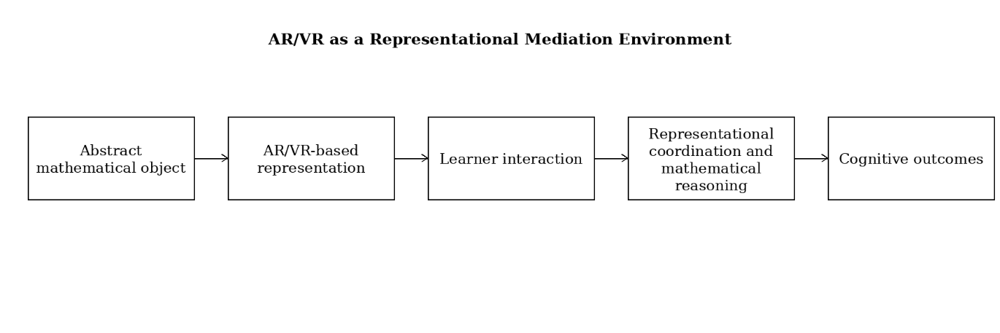 AR/VR as a Representational Mediation Environment
Abstract
mathematical object
AR/VR-based
representation
Learner interaction
Representational
coordination and
mathematical
reasoning
Cognitive outcomes